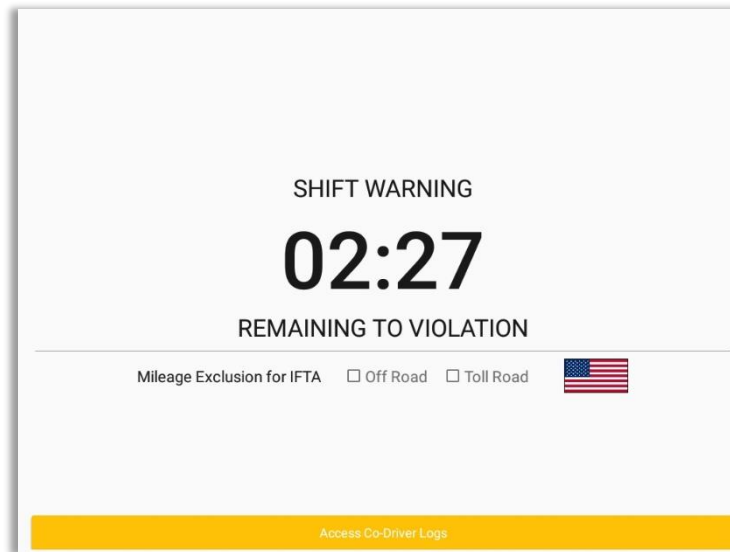 SHIFT WARNING
02:27
REMAINING TO VIOLATION
Mileage Exclusion for IFTA Off Road Toll Road
Access Co-Driver Logs